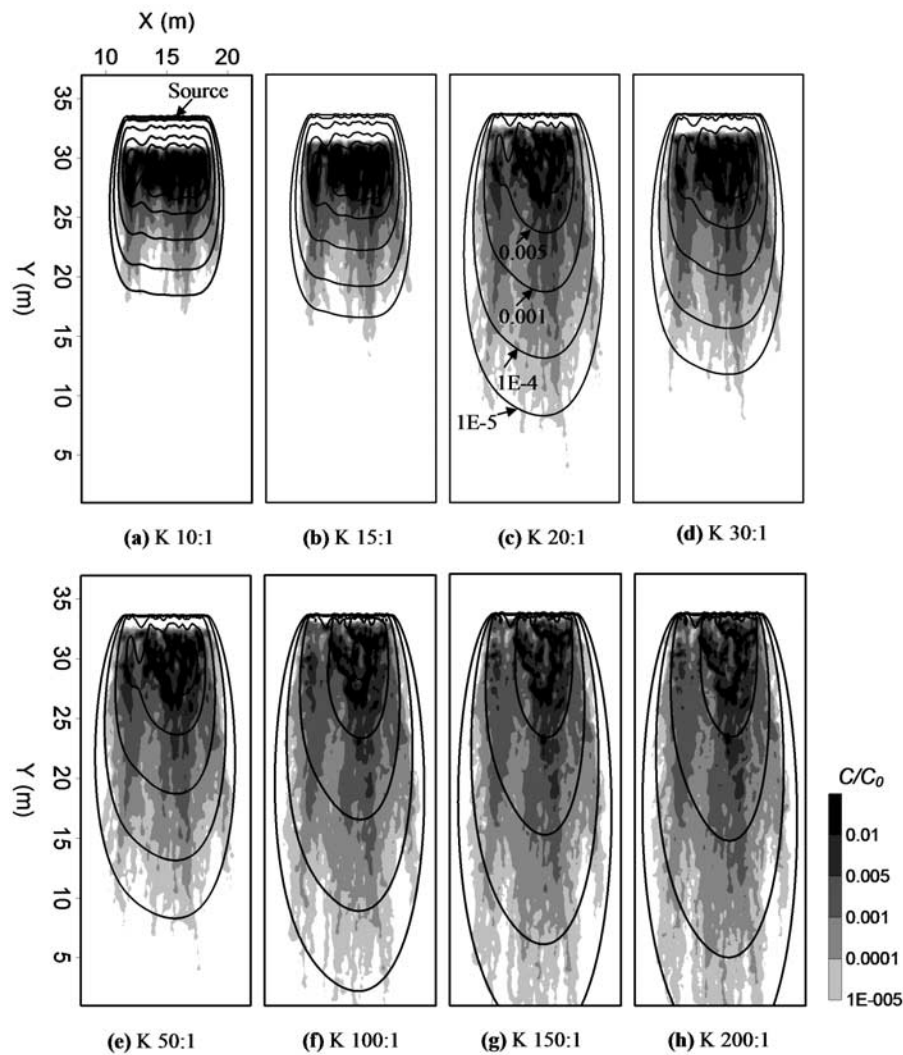 X (m)
10 15 20
Source
Y (m)
35
30
25
20
15
10
5
0.005
0.001
1E-4
1E-5
(a) K 10:1
(b) K 15:1
(c) K 20:1
(d) K 30:1
Y (m)
35
30
25
20
15
10
5
C/C₀
0.01
0.005
0.001
0.0001
1E-005
(e) K 50:1
(f) K 100:1
(g) K 150:1
(h) K 200:1